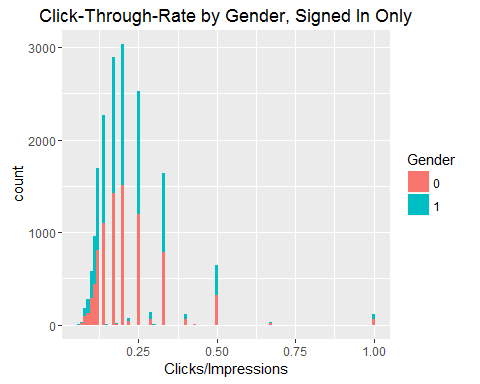 Click-Through-Rate by Gender, Signed In Only
3000
2000
1000
0
count
0.25 0.50 0.75 1.00
Clicks/Impressions
Gender
0
1